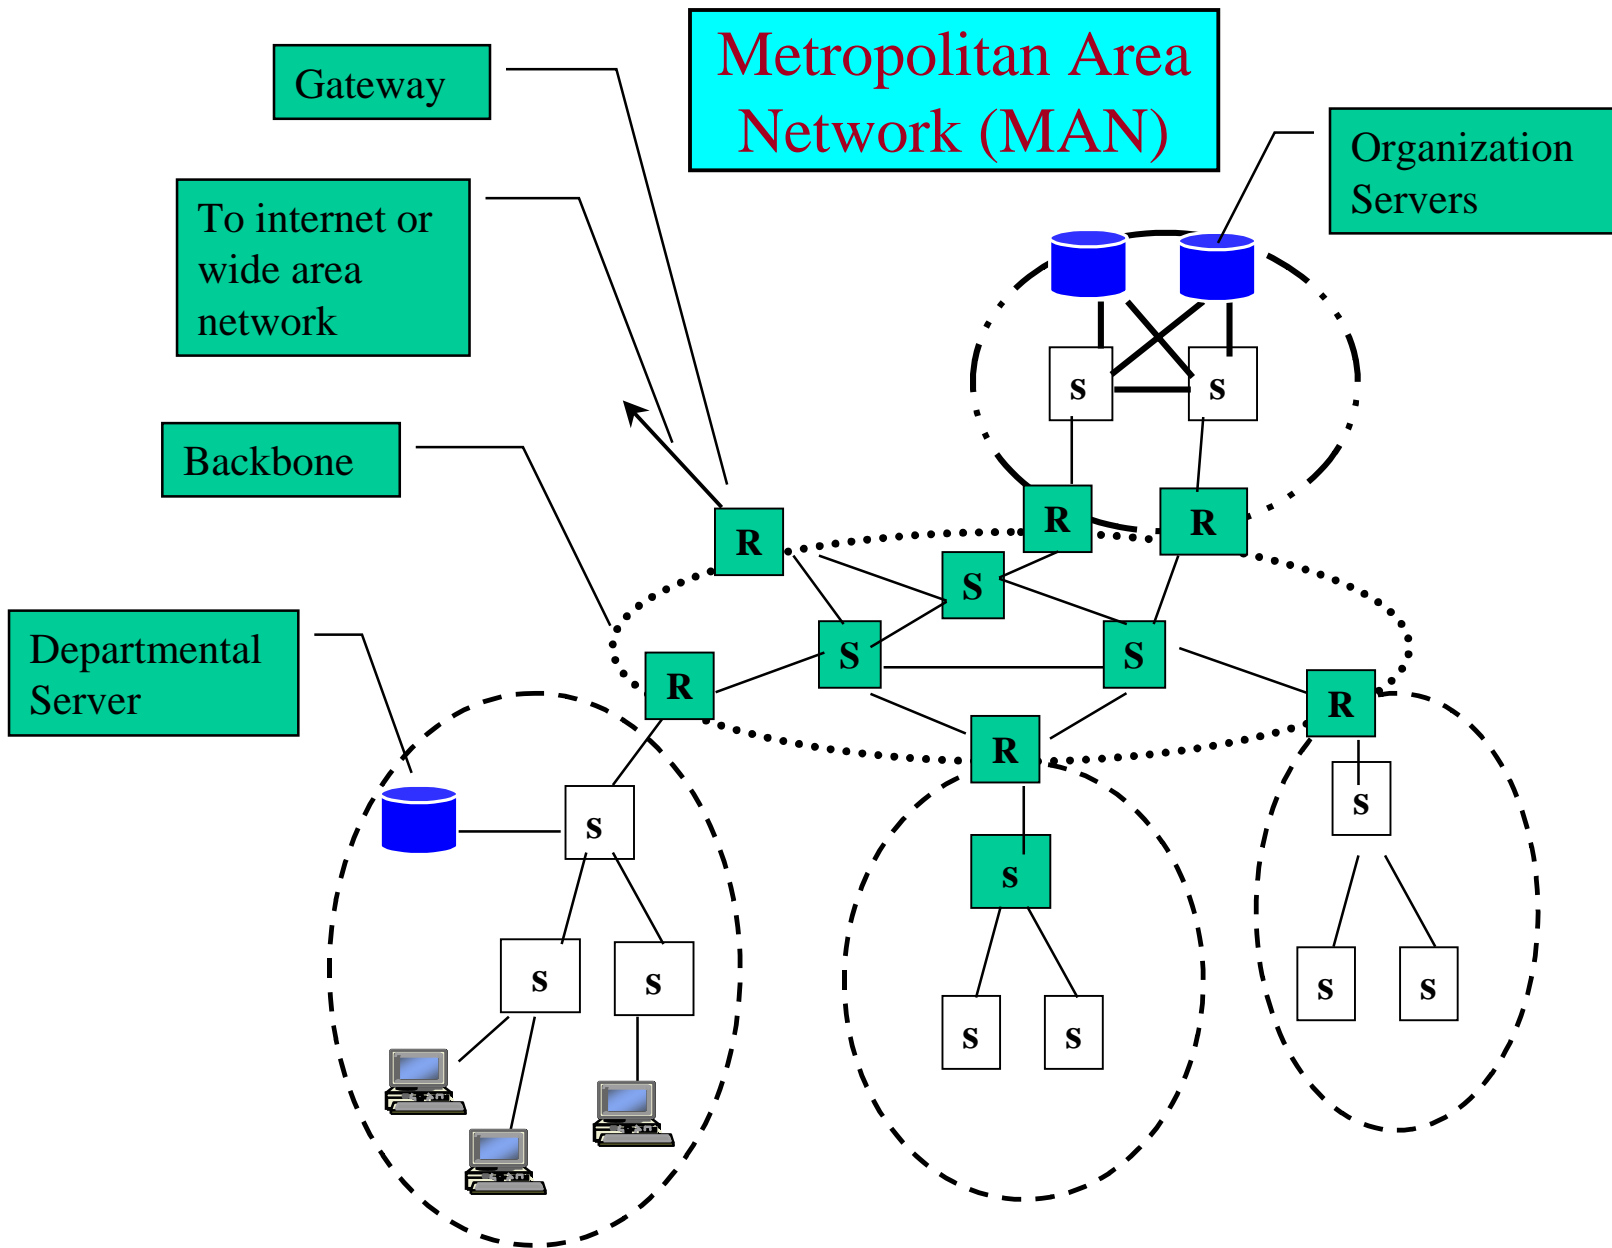 Metropolitan Area
Network (MAN)
Gateway
Organization
Servers
To internet or
wide area
network
Backbone
Departmental
Server
s
s
R
R
R
S
S
S
R
R
R
s
s
s
s
s
s
s
s
s
s